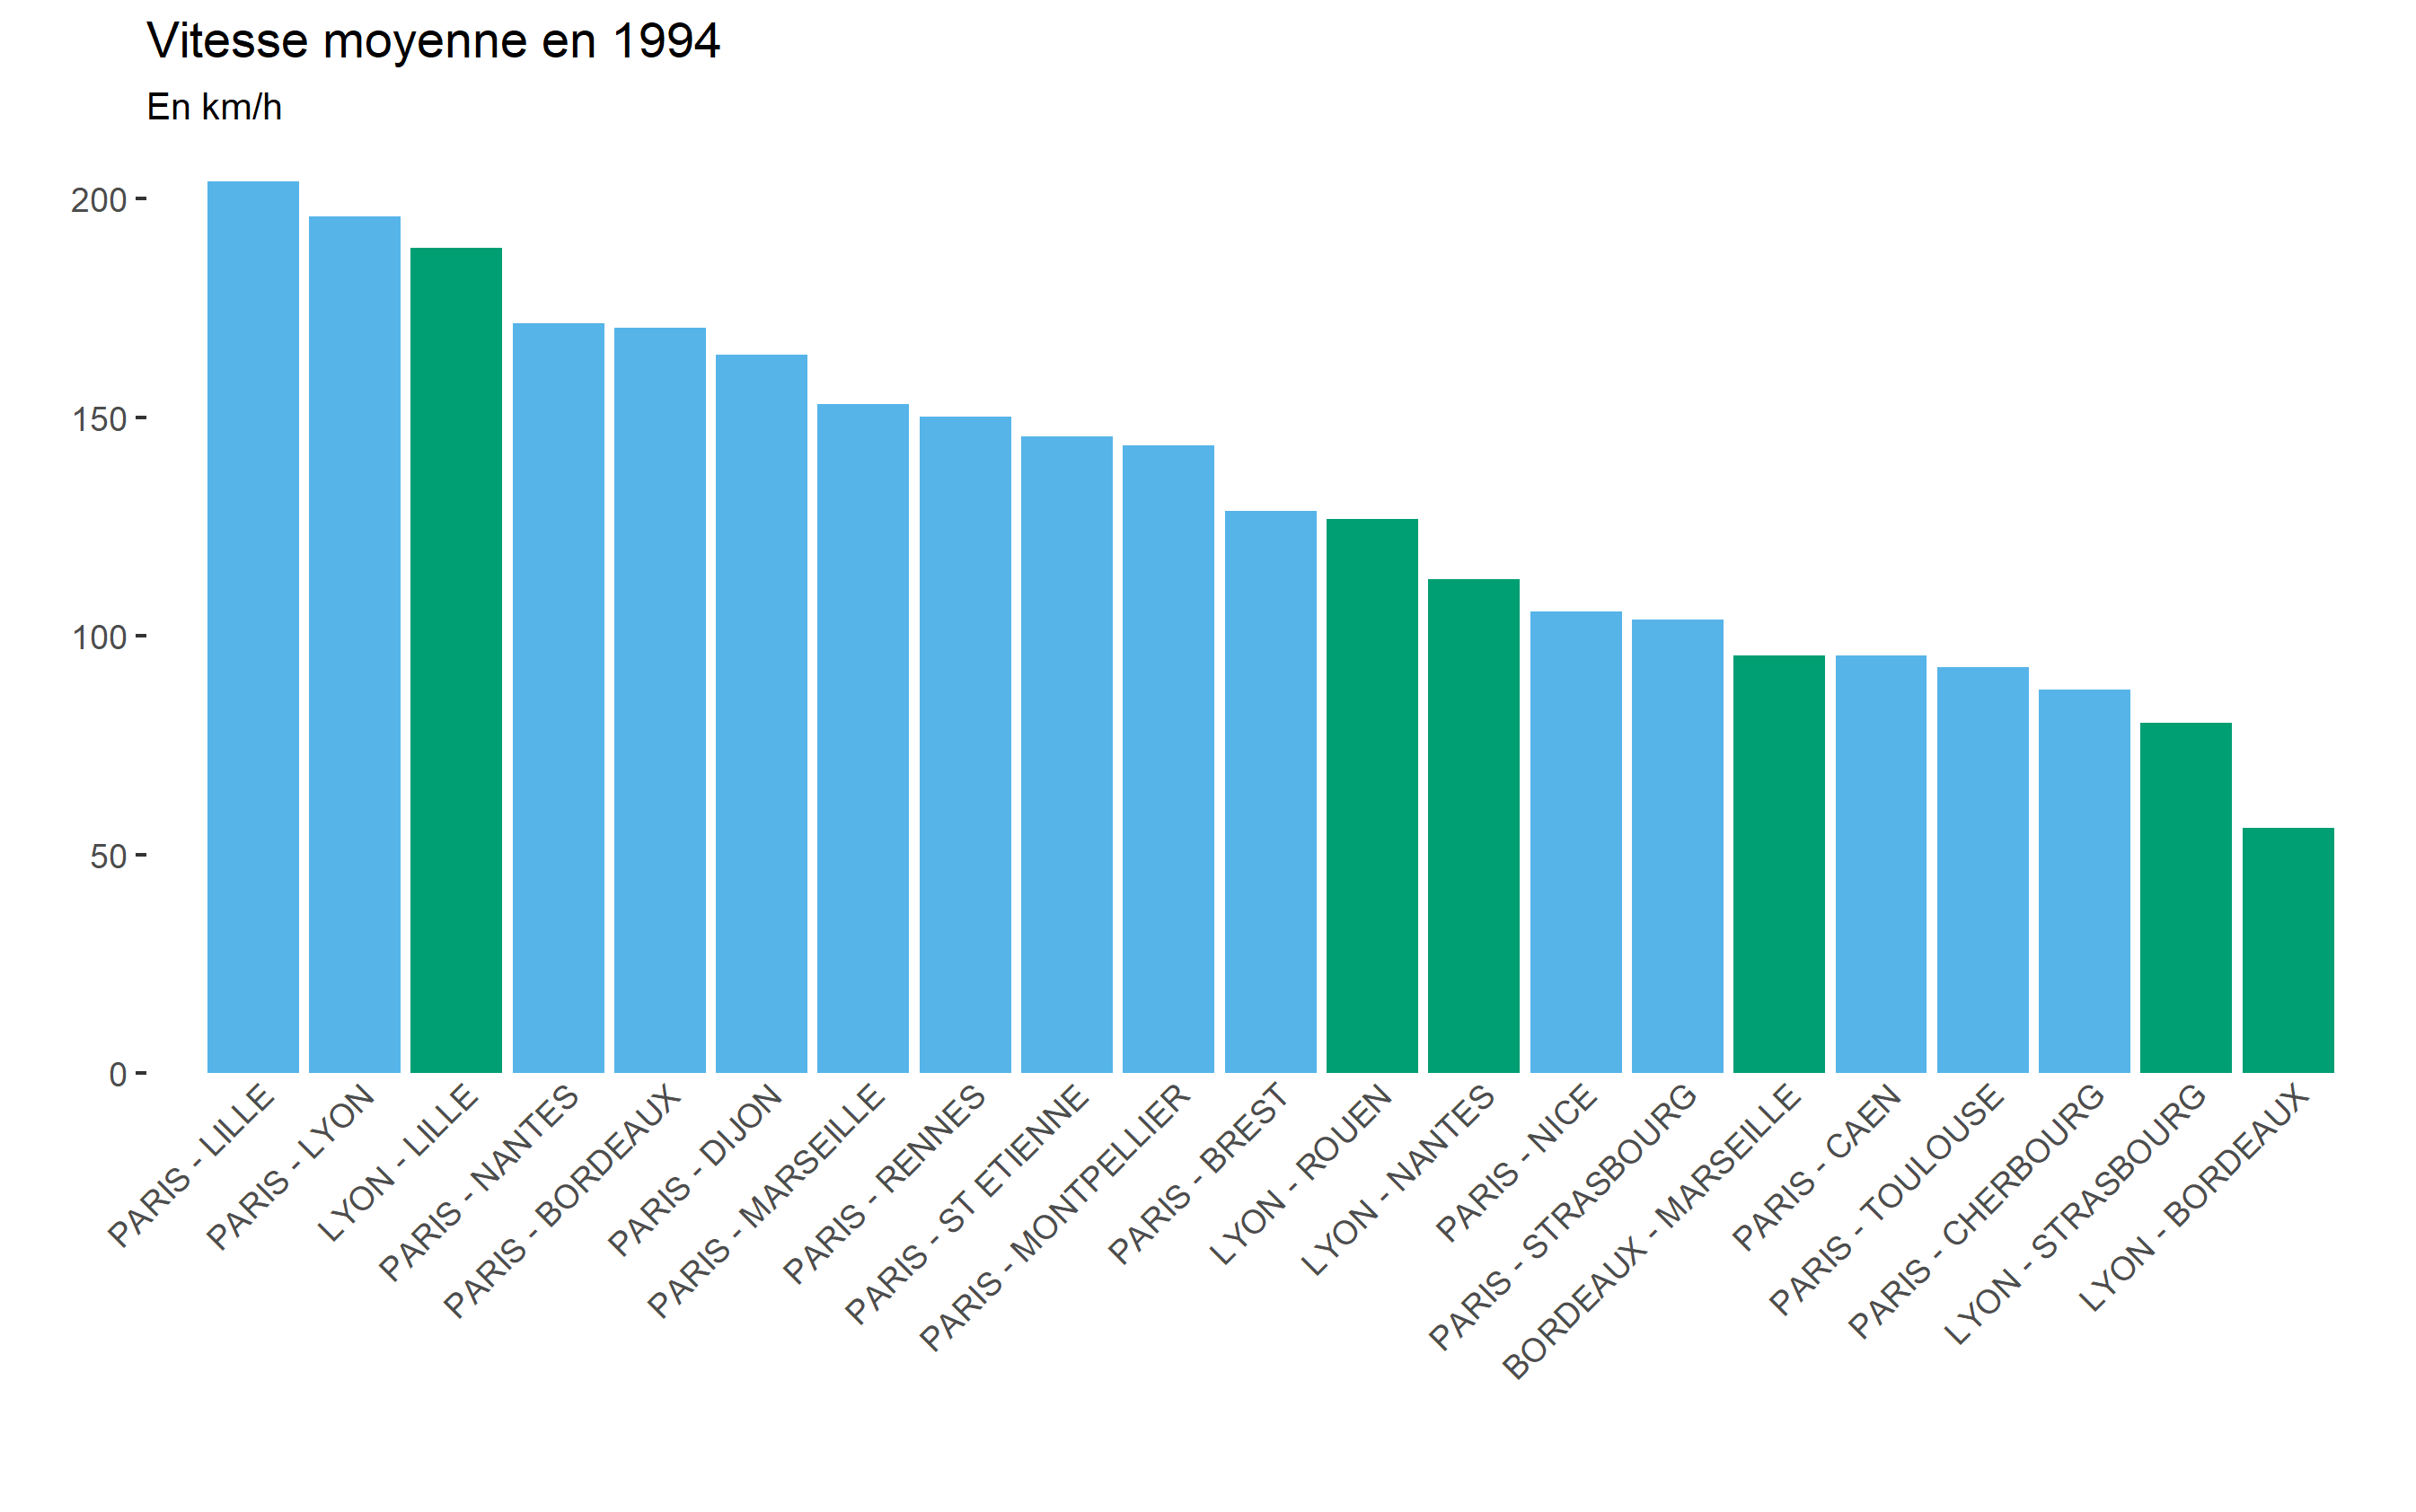 Vitesse moyenne en 1994
En km/h
200
150
100
50
0
PARIS - LILLE
PARIS - LYON
LYON - LILLE
PARIS - NANTES
PARIS - BORDEAUX
PARIS - DIJON
PARIS - MARSEILLE
PARIS - RENNES
PARIS - ST ETIENNE
PARIS - MONTPELLIER
PARIS - BREST
LYON - ROUEN
LYON - NANTES
PARIS - NICE
PARIS - STRASBOURG
BORDEAUX - MARSEILLE
PARIS - CAEN
PARIS - TOULOUSE
PARIS - CHERBOURG
LYON - STRASBOURG
LYON - BORDEAUX